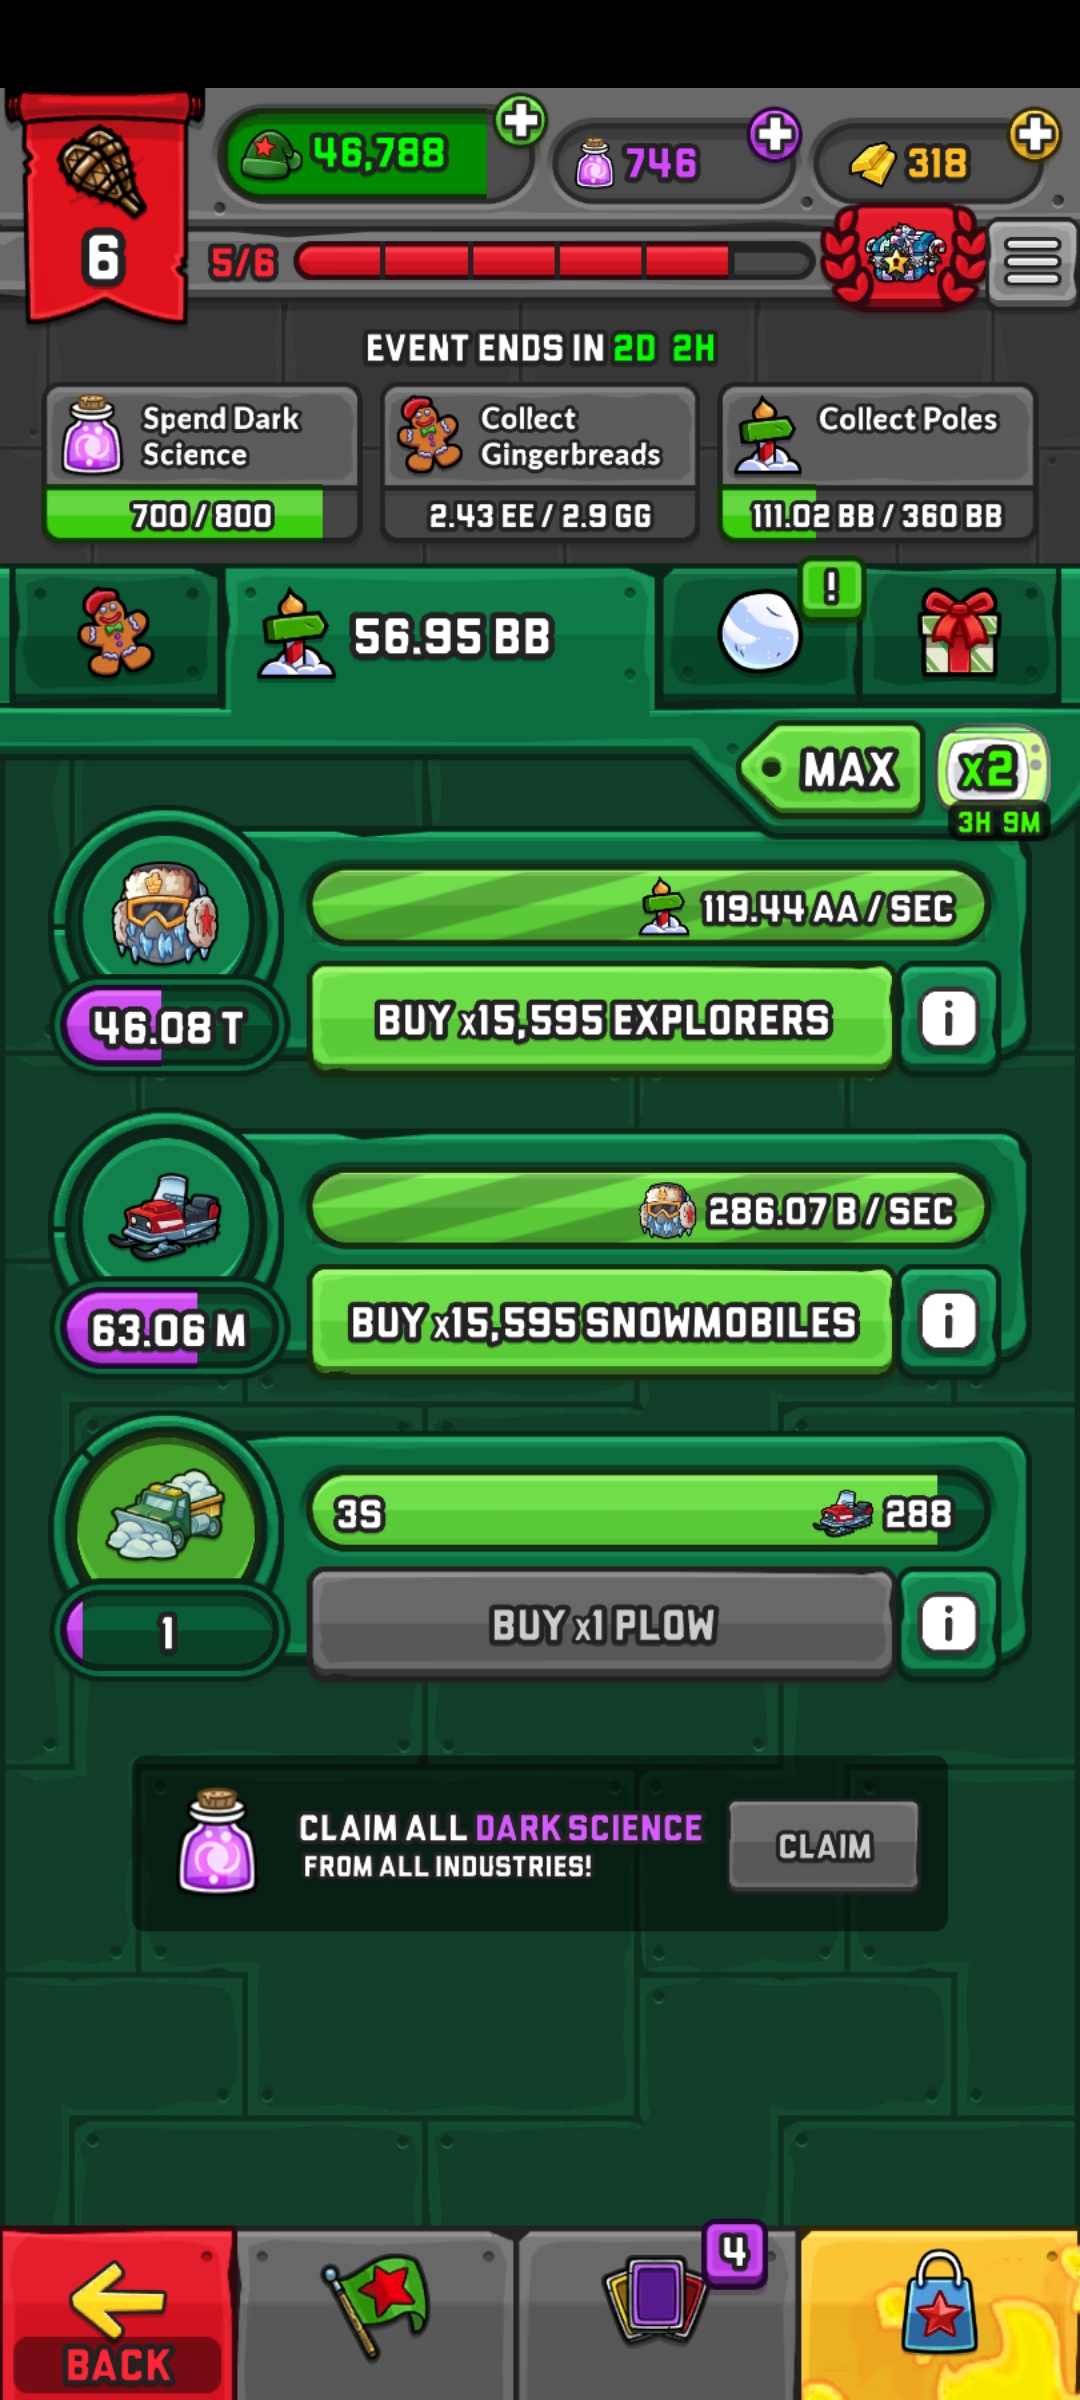 46,788
746
318
6
5/6
EVENT ENDS IN 2D 2H
Spend Dark
Science
700/800
Collect
Gingerbreads
2.43 EE / 2.9 GG
Collect Poles
111.02 BB / 360 BB
56.95 BB
!
MAX
x2
3H 9M
119.44 AA / SEC
46.08 T
BUY x15,595 EXPLORERS
i
286.07 B / SEC
63.06 M
BUY x15,595 SNOWMOBILES
i
3S
288
1
BUY x1 PLOW
i
CLAIM ALL DARK SCIENCE
FROM ALL INDUSTRIES!
CLAIM
4
BACK